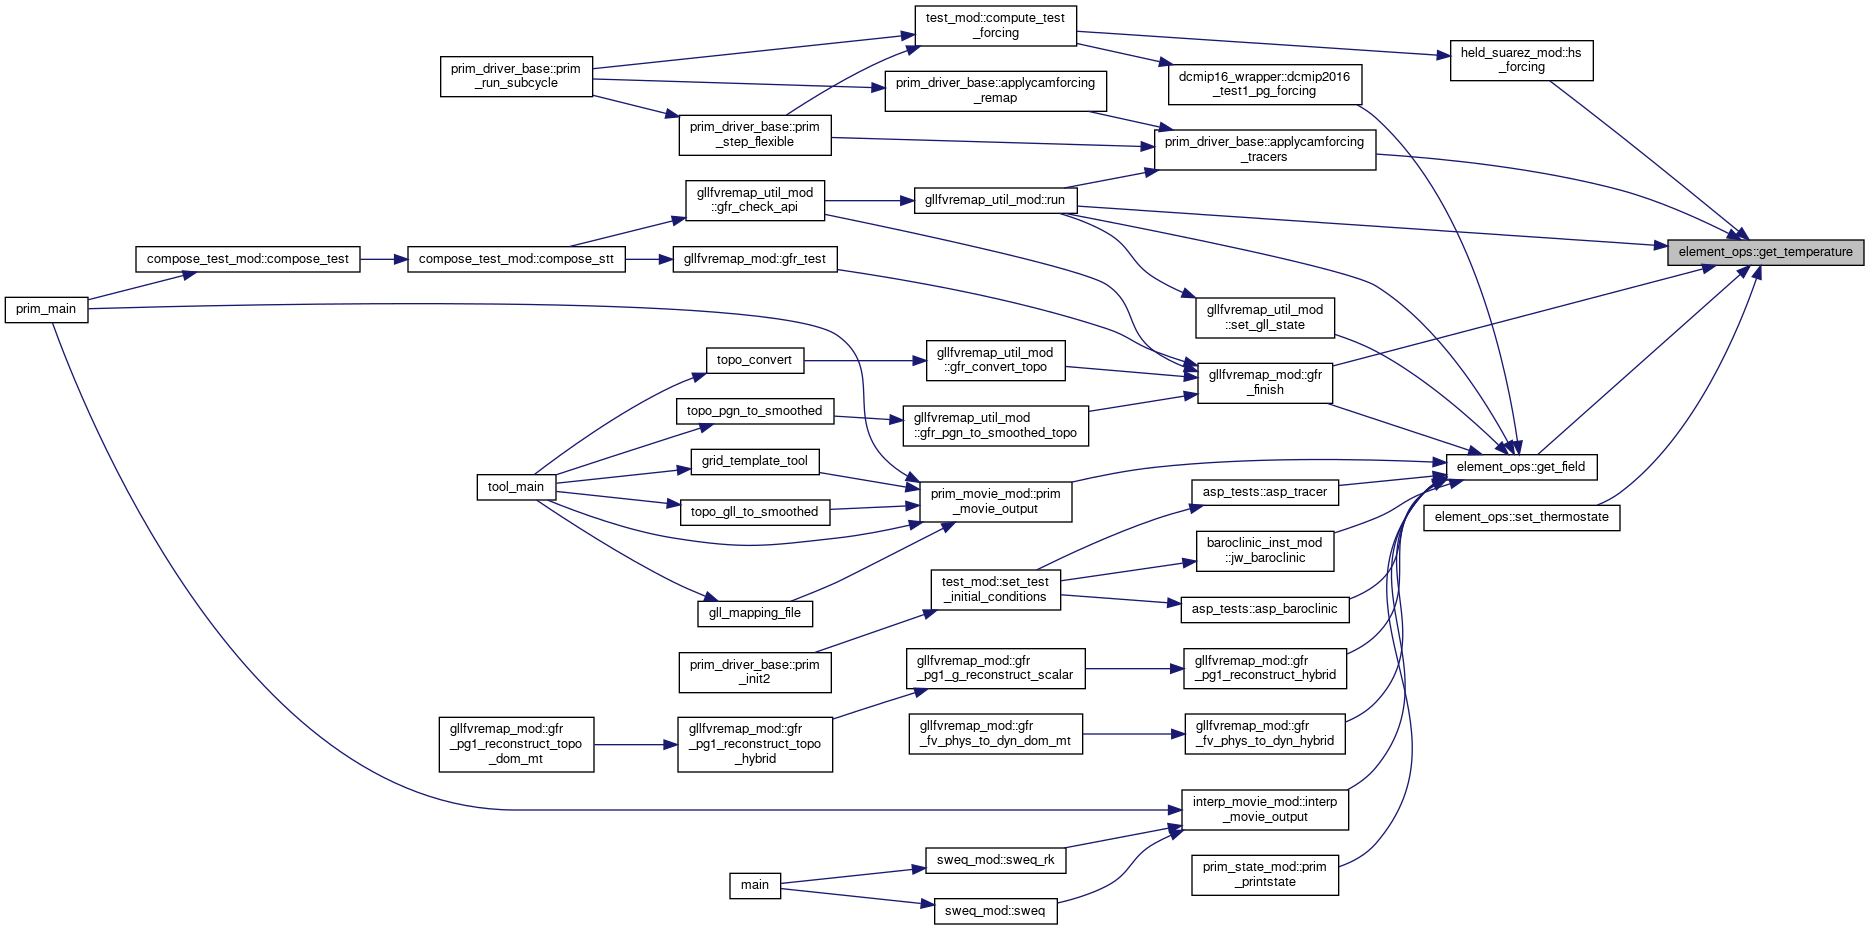 test_mod::compute_test
_forcing
held_suarez_mod::hs
_forcing
prim_driver_base::prim
_run_subcycle
prim_driver_base::applycamforcing
_remap
dcmip16_wrapper::dcmip2016
_test1_pg_forcing
prim_driver_base::prim
_step_flexible
prim_driver_base::applycamforcing
_tracers
gllfvremap_util_mod
::gfr_check_api
gllfvremap_util_mod::run
element_ops::get_temperature
compose_test_mod::compose_test
compose_test_mod::compose_stt
gllfvremap_mod::gfr_test
prim_main
gllfvremap_util_mod
::set_gll_state
topo_convert
gllfvremap_util_mod
::gfr_convert_topo
gllfvremap_mod::gfr
_finish
topo_pgn_to_smoothed
gllfvremap_util_mod
::gfr_pgn_to_smoothed_topo
grid_template_tool
element_ops::get_field
tool_main
prim_movie_mod::prim
_movie_output
asp_tests::asp_tracer
topo_gll_to_smoothed
element_ops::set_thermostate
baroclinic_inst_mod
::jw_baroclinic
test_mod::set_test
_initial_conditions
gll_mapping_file
asp_tests::asp_baroclinic
prim_driver_base::prim
_init2
gllfvremap_mod::gfr
_pg1_g_reconstruct_scalar
gllfvremap_mod::gfr
_pg1_reconstruct_hybrid
gllfvremap_mod::gfr
_pg1_reconstruct_topo
_dom_mt
gllfvremap_mod::gfr
_pg1_reconstruct_topo
_hybrid
gllfvremap_mod::gfr
_fv_phys_to_dyn_dom_mt
gllfvremap_mod::gfr
_fv_phys_to_dyn_hybrid
interp_movie_mod::interp
_movie_output
sweq_mod::sweq_rk
prim_state_mod::prim
_printstate
main
sweq_mod::sweq